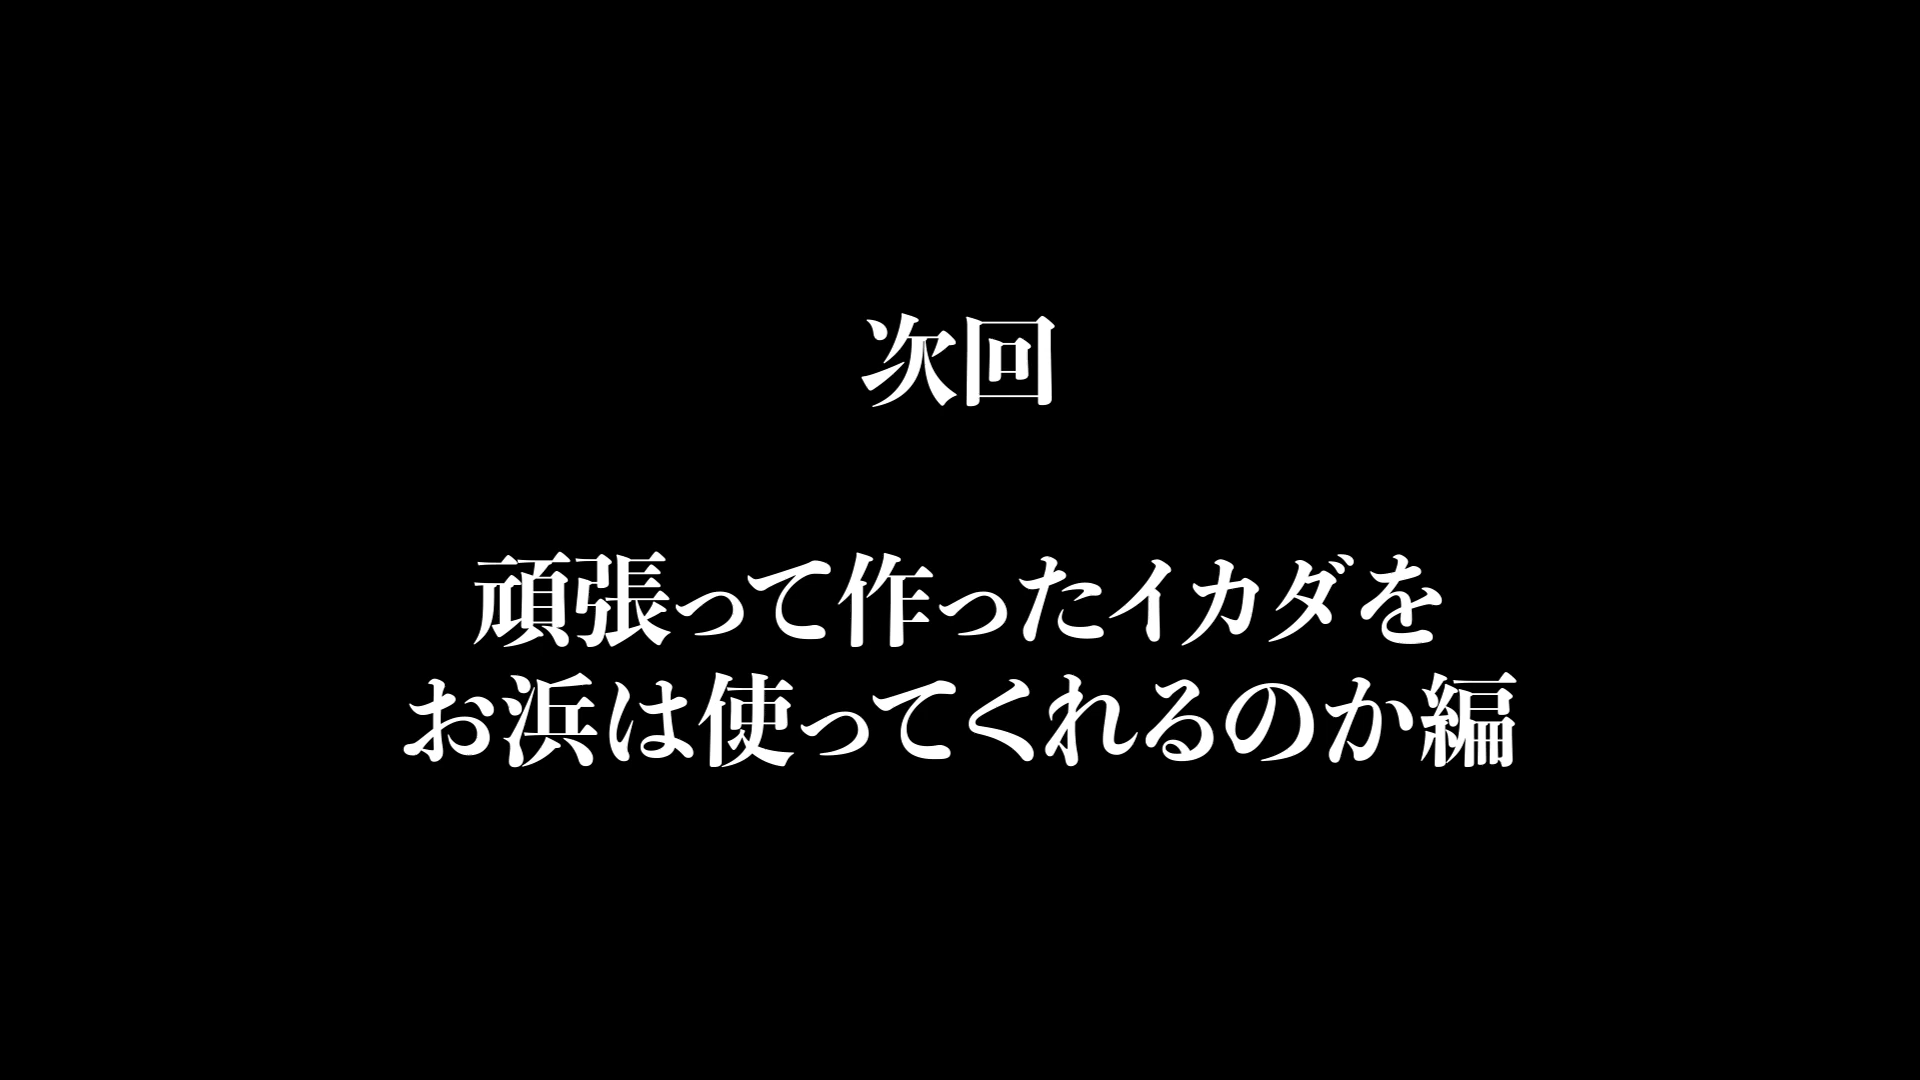 次回
頑張って作ったイカダを
お浜は使ってくれるのか編